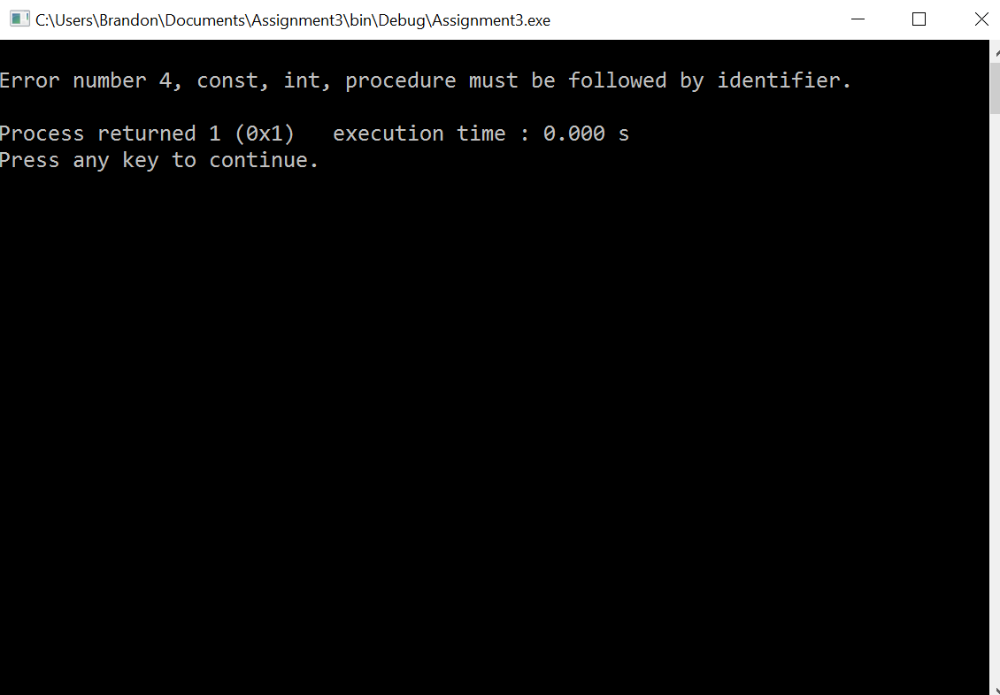 C:\Users\Brandon\Documents\Assignment3\bin\Debug\Assignment3.exe
Error number 4, const, int, procedure must be followed by identifier.
Process returned 1 (0x1)   execution time : 0.000 s
Press any key to continue.